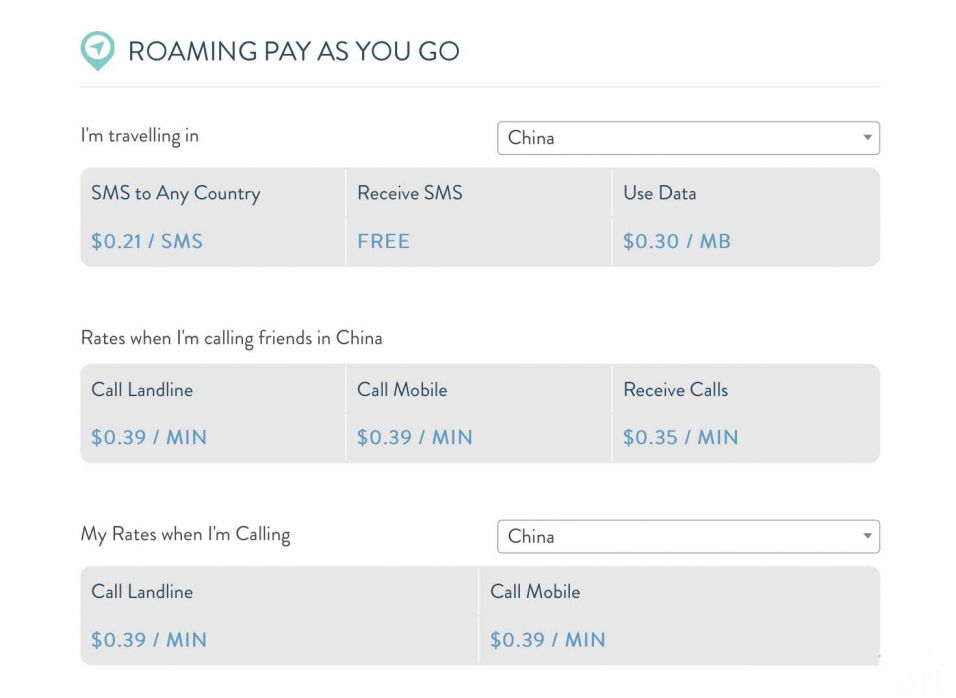 ROAMING PAY AS YOU GO
I'm travelling in
China
SMS to Any Country
Receive SMS
Use Data
$0.21 / SMS
FREE
$0.30 / MB
Rates when I'm calling friends in China
Call Landline
Call Mobile
Receive Calls
$0.39 / MIN
$0.39 / MIN
$0.35 / MIN
My Rates when I'm Calling
China
Call Landline
Call Mobile
$0.39 / MIN
$0.39 / MIN